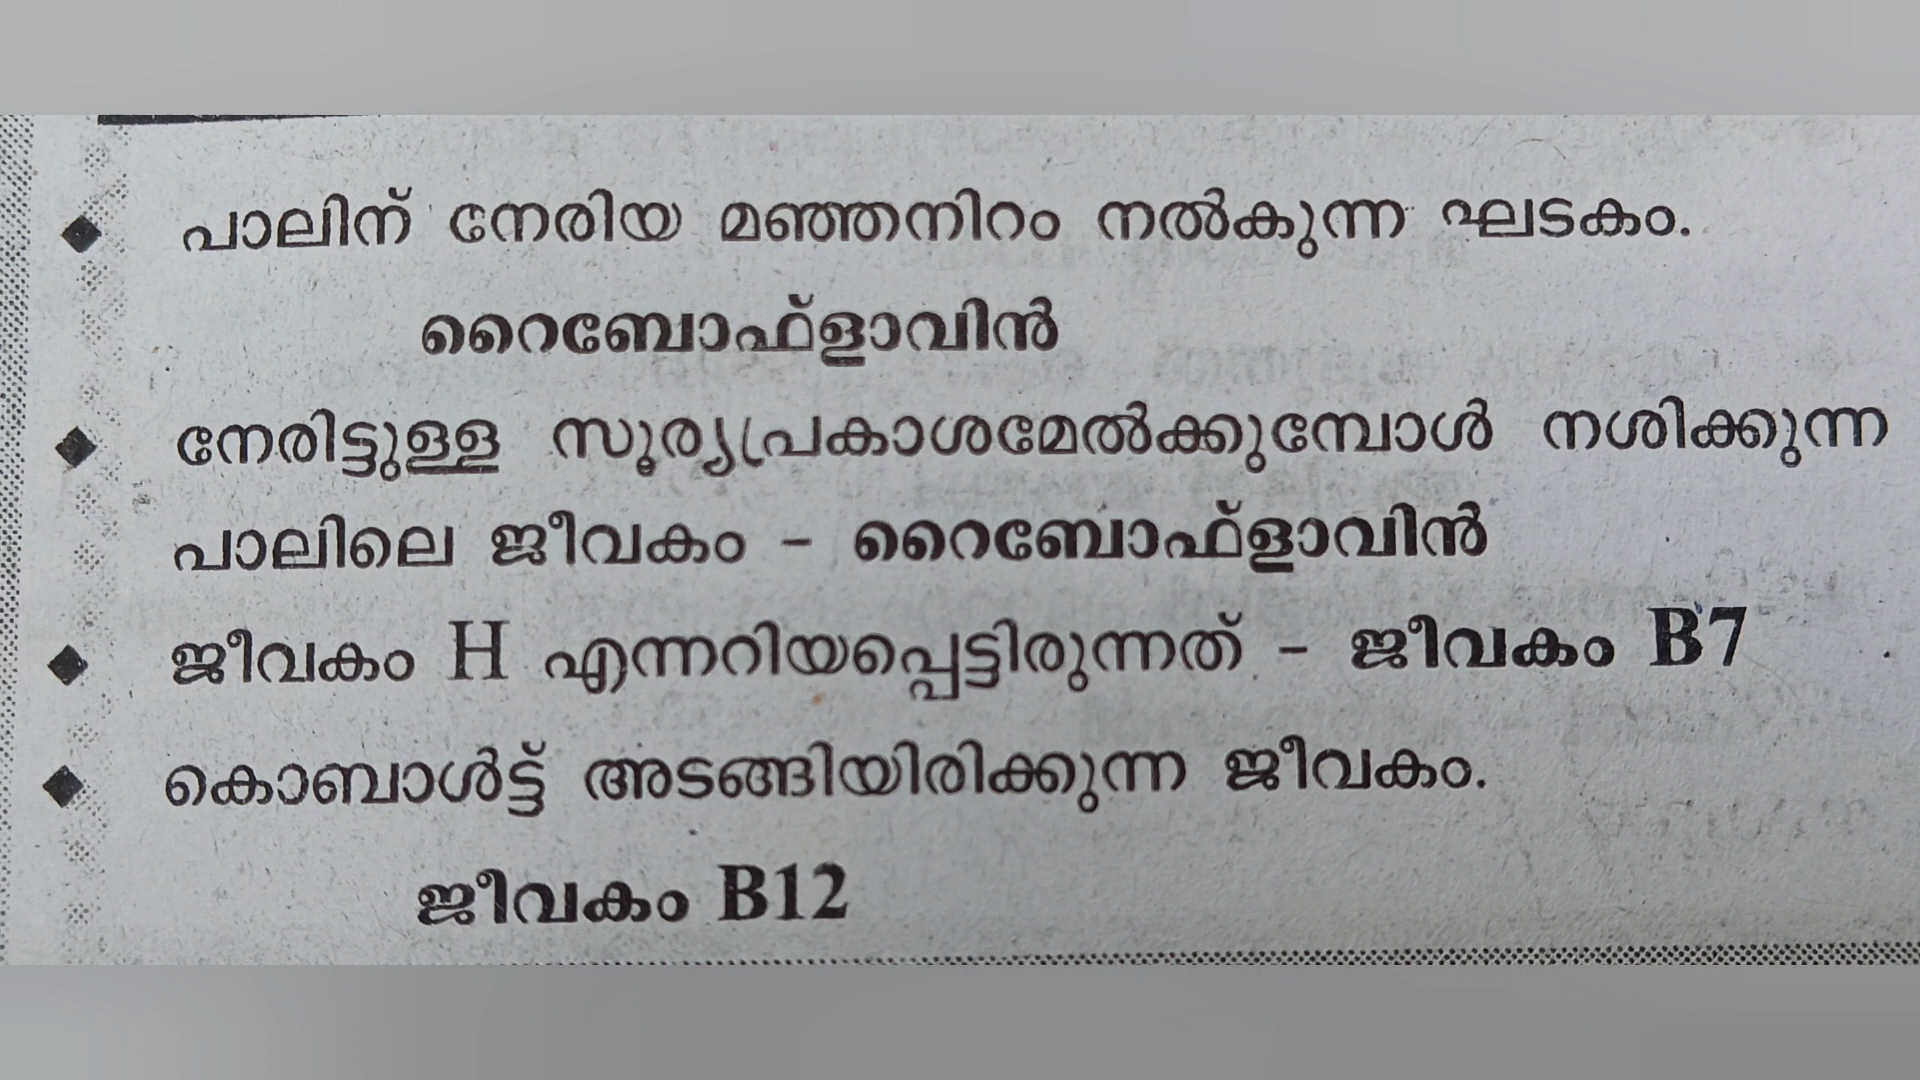 ◆ പാലിന് നേരിയ മഞ്ഞനിറം നൽകുന്ന ഘടകം.
റൈബോഫ്ളാവിൻ
◆ നേരിട്ടുള്ള സൂര്യപ്രകാശമേൽക്കുമ്പോൾ നശിക്കുന്ന
പാലിലെ ജീവകം - റൈബോഫ്ളാവിൻ
◆ ജീവകം H എന്നറിയപ്പെട്ടിരുന്നത് - ജീവകം B7
◆ കൊബാൾട്ട് അടങ്ങിയിരിക്കുന്ന ജീവകം.
ജീവകം B12